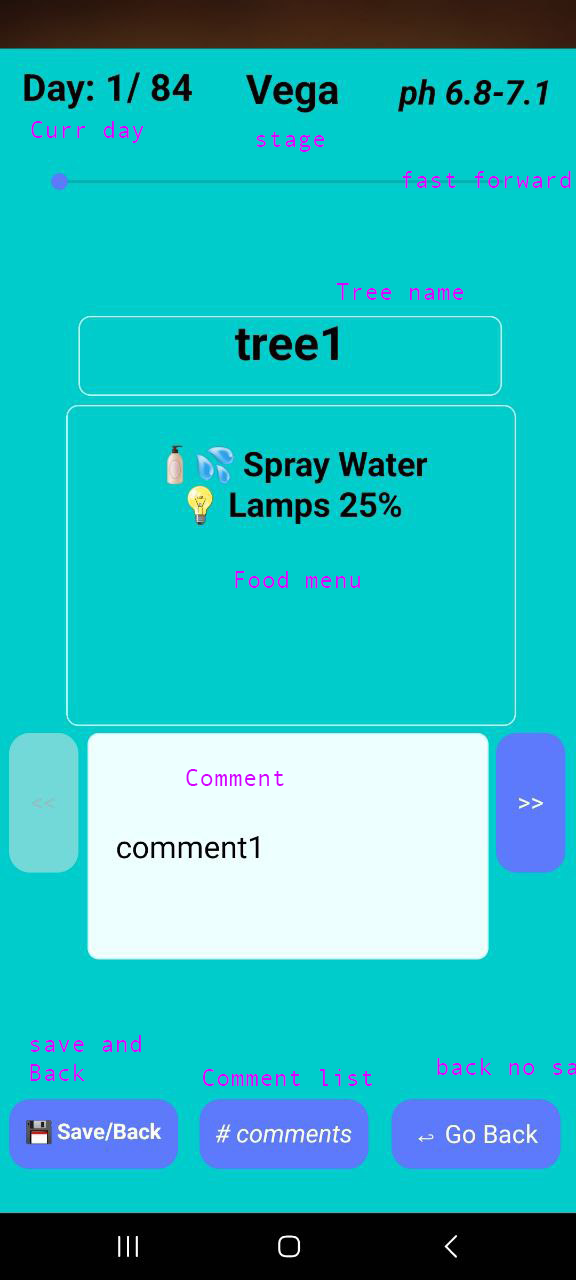 Day: 1/ 84 Vega ph 6.8-7.1
Curr day
stage
fast forward
Tree name
tree1
Spray Water
Lamps 25%
Food menu
<<
>>
Comment
comment1
save and
Back
Comment list
back no sa
Save/Back
# comments
Go Back